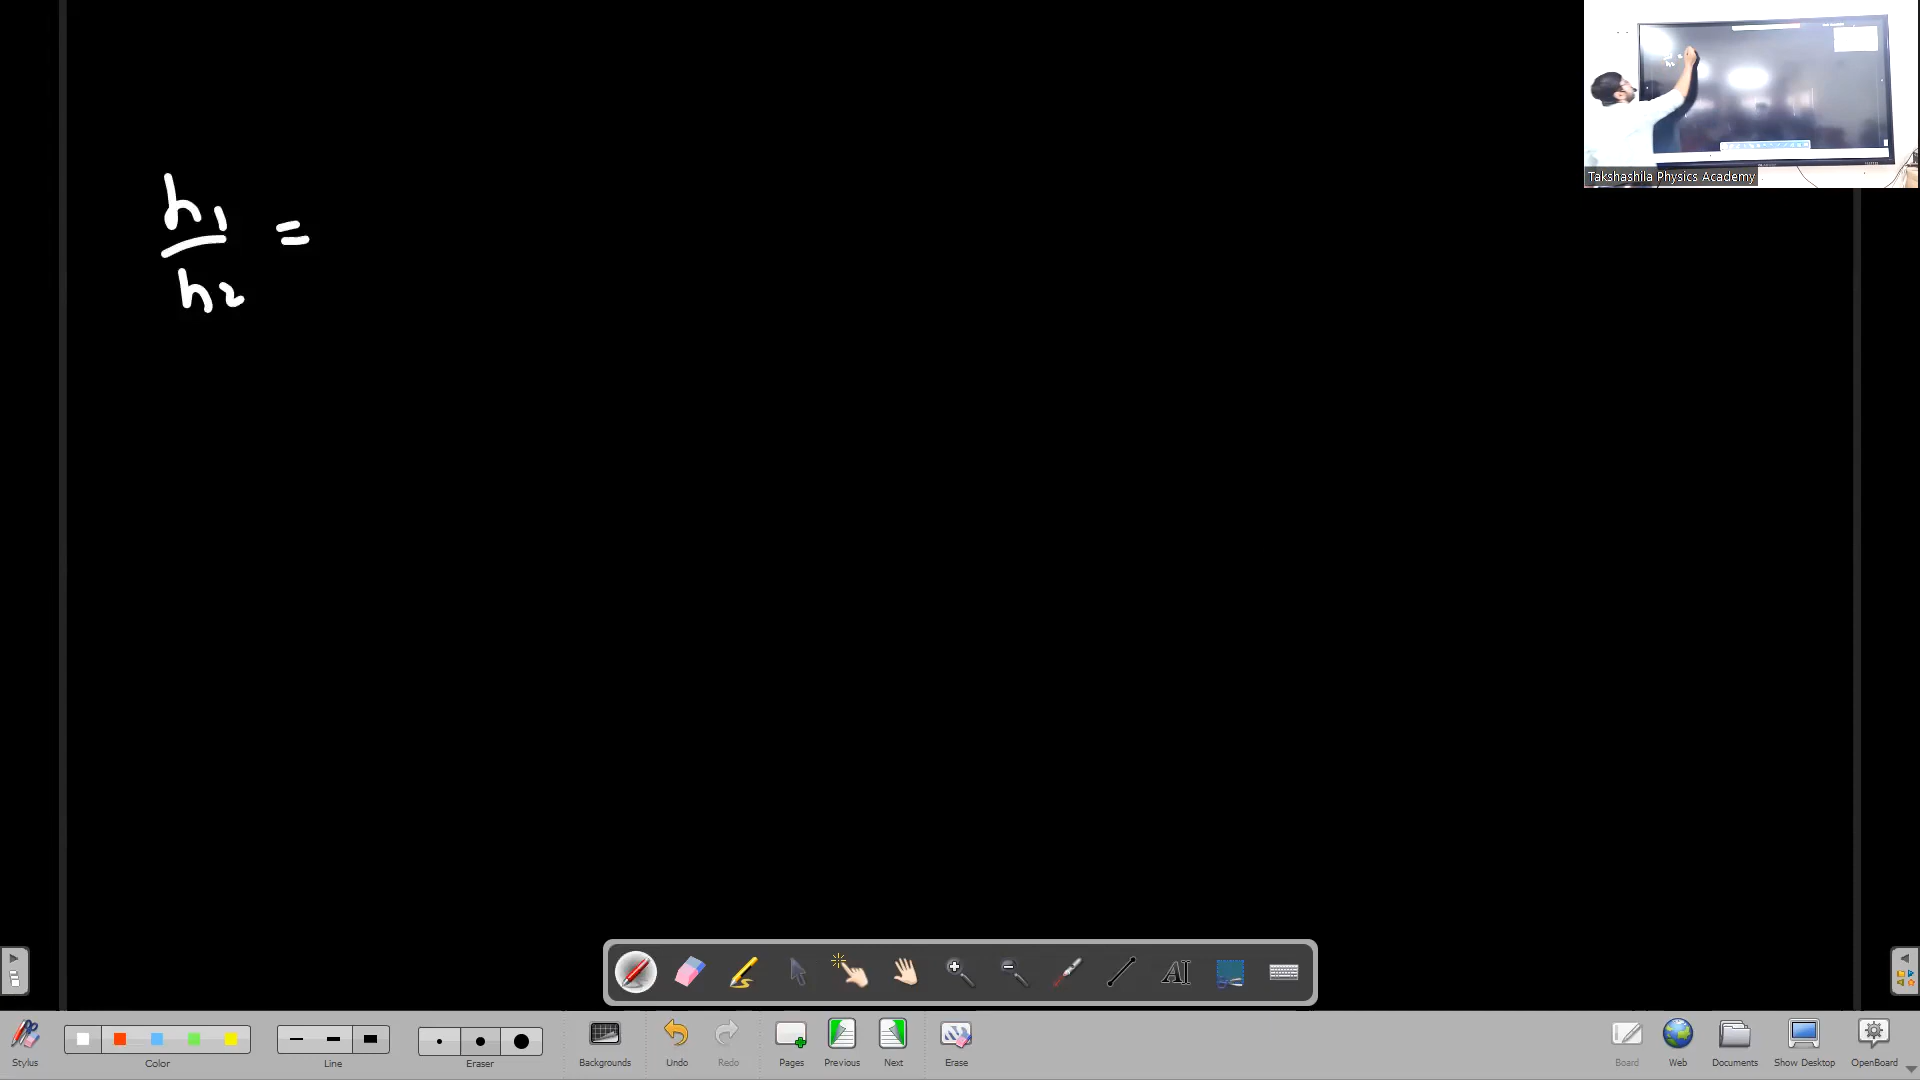 Takshashila Physics Academy
h₁/h₂ =
Stylus
Color
Line
Eraser
Backgrounds
Undo
Redo
Pages
Previous
Next
Erase
Board
Web
Documents
Show Desktop
OpenBoard